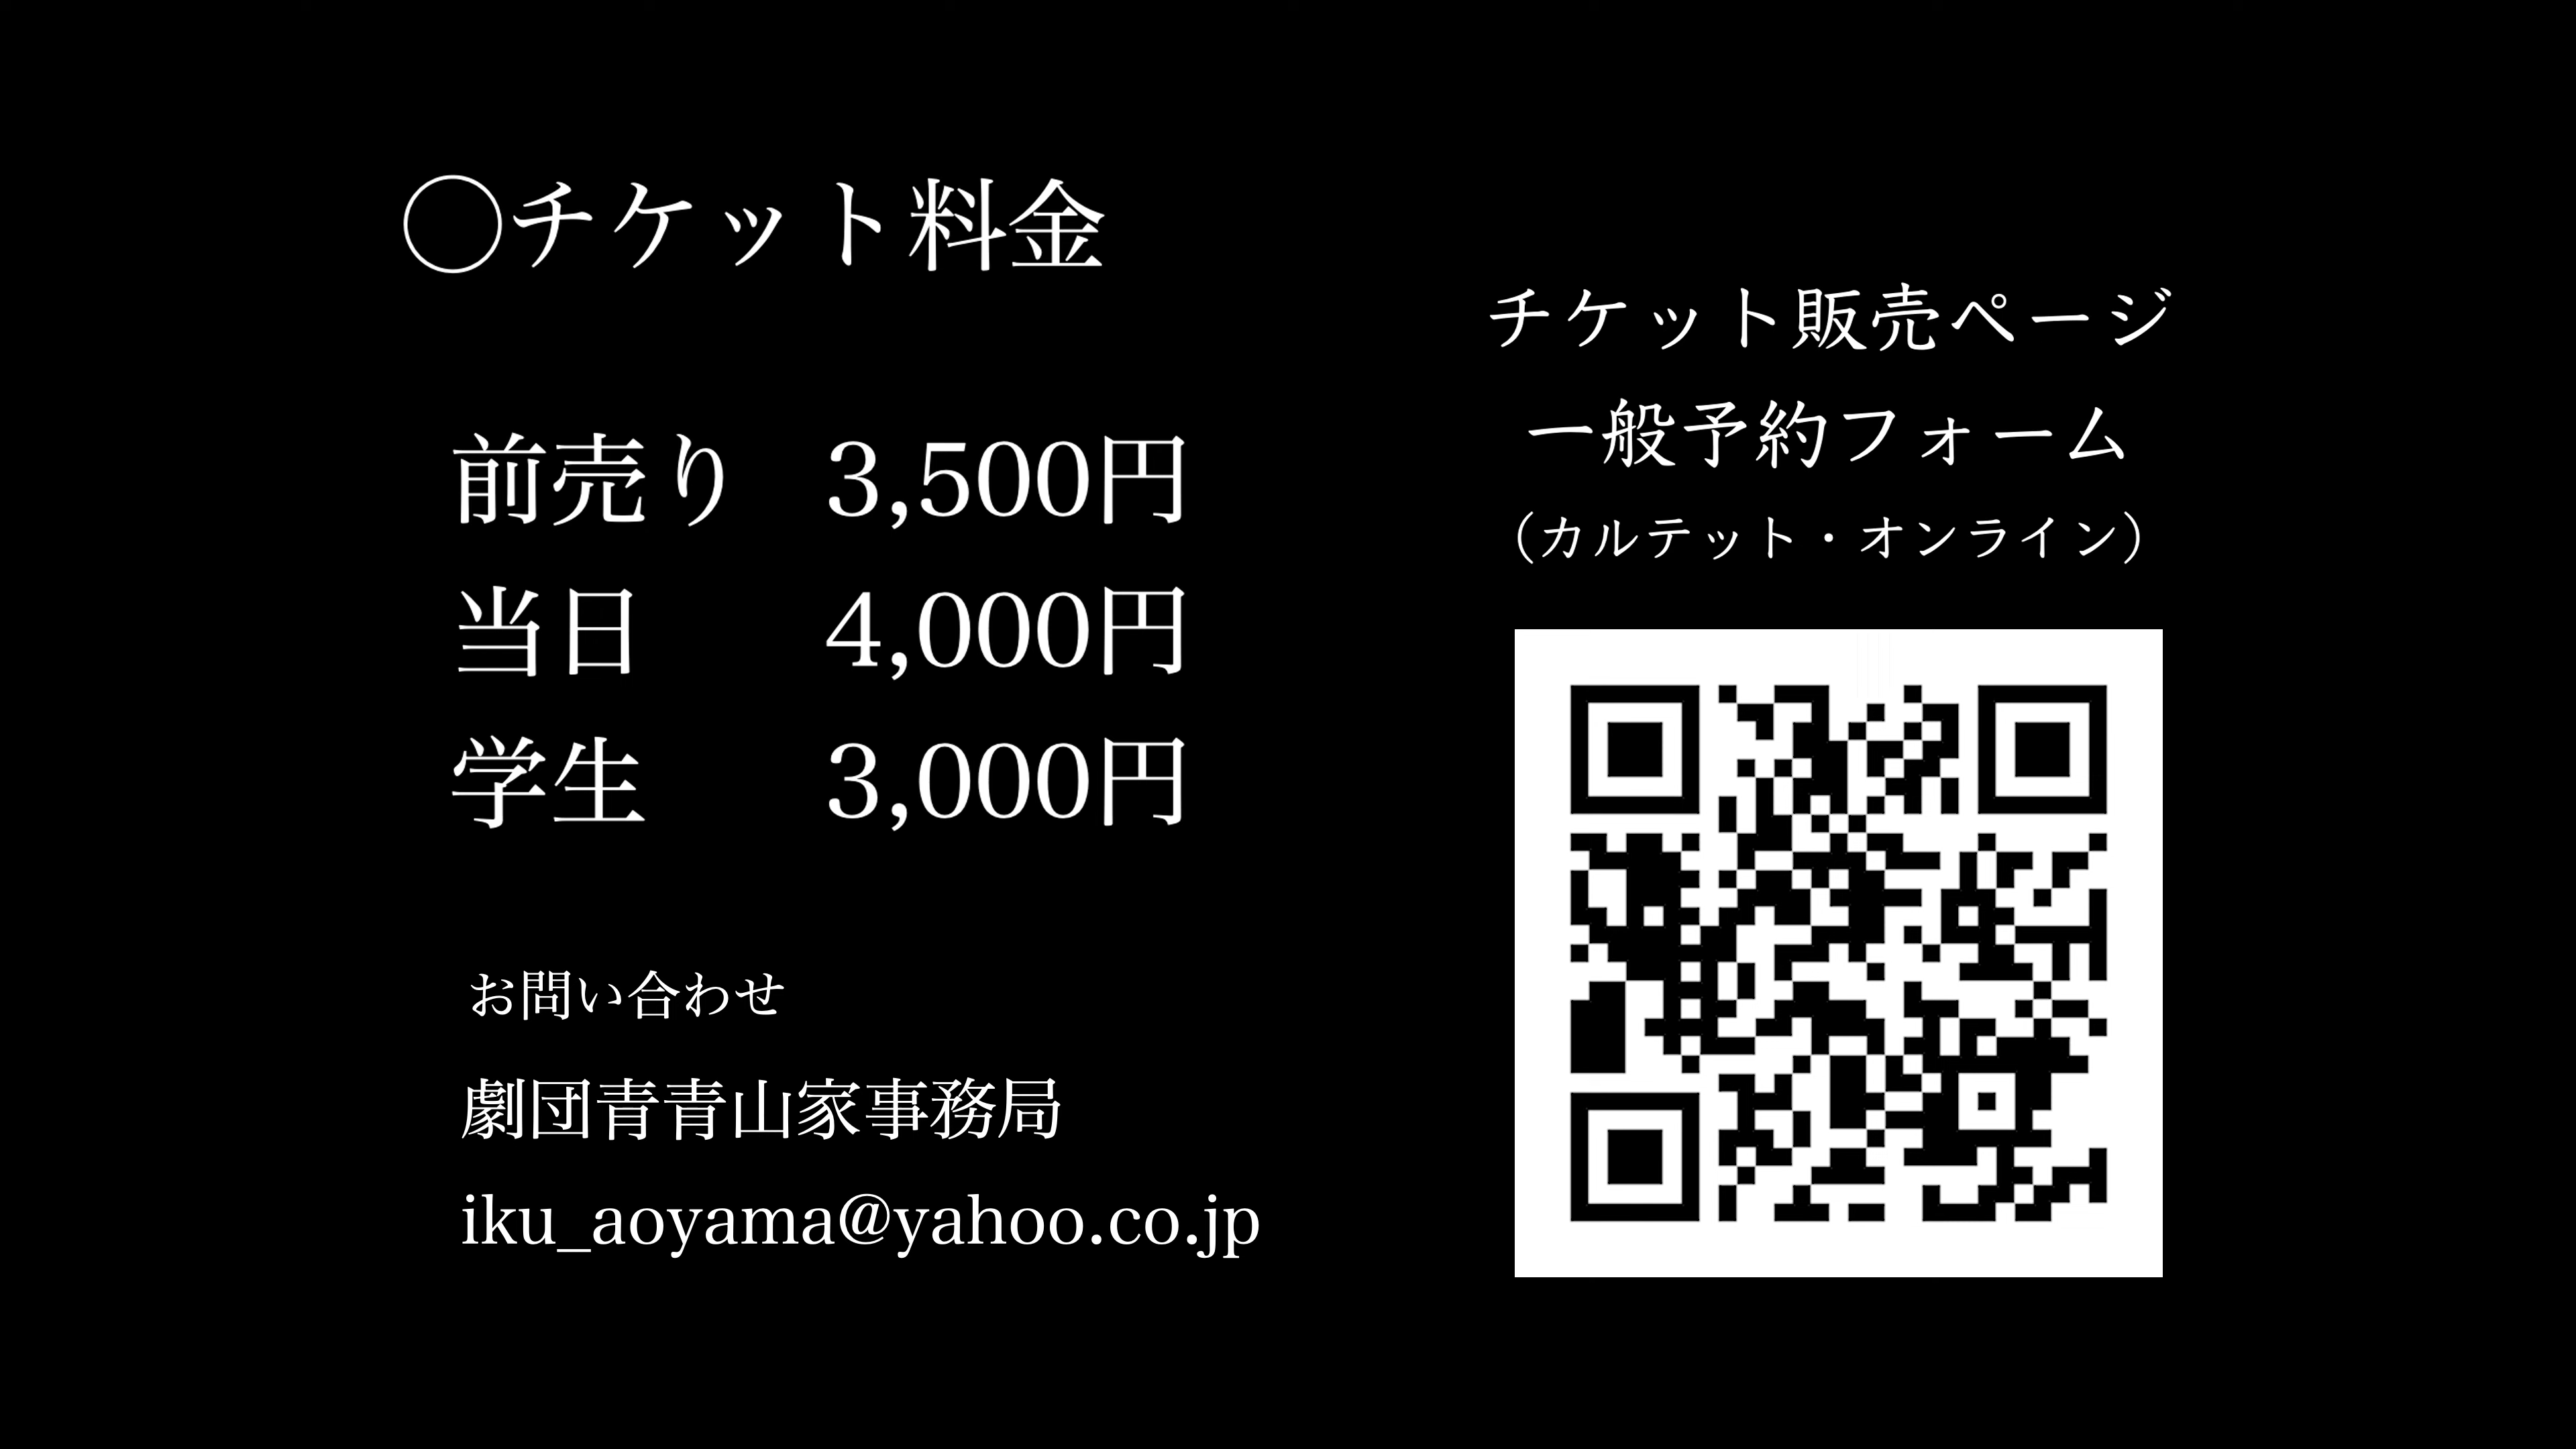 ◯チケット料金
前売り　3,500円
当日　4,000円
学生　3,000円
お問い合わせ
劇団青青山家事務局
iku_aoyama@yahoo.co.jp
チケット販売ページ
一般予約フォーム
（カルテット・オンライン）